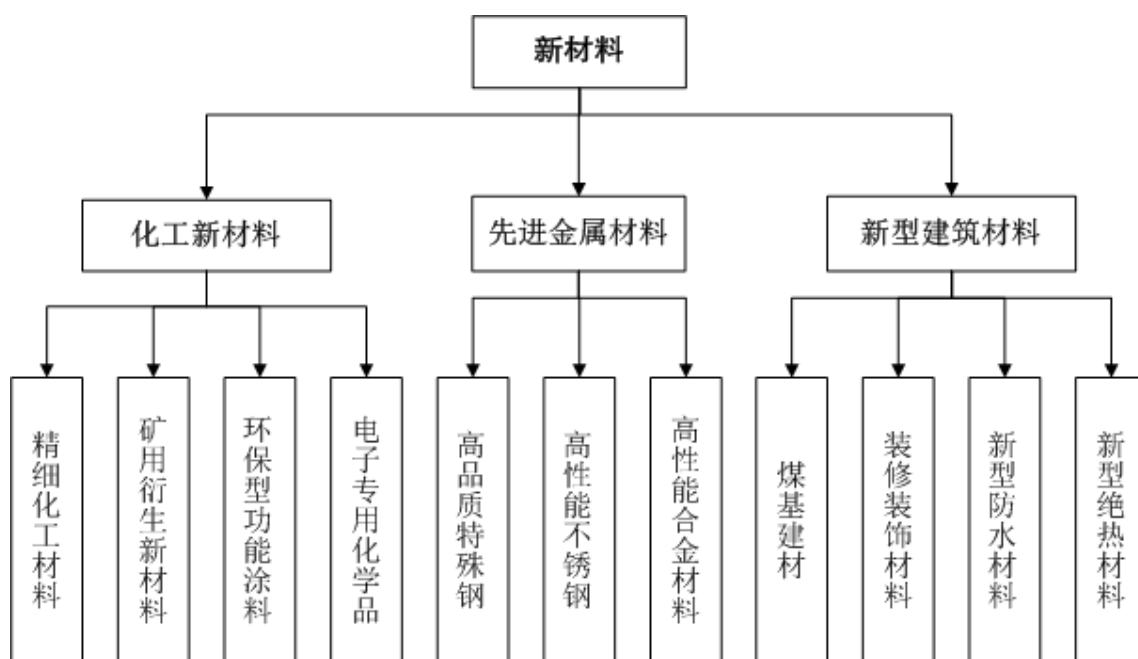 新材料
化工新材料
先进金属材料
新型建筑材料
精细化工材料
矿用衍生新材料
环保型功能涂料
电子专用化学品
高品质特殊钢
高性能不锈钢
高性能合金材料
煤基建材
装修装饰材料
新型防水材料
新型绝热材料